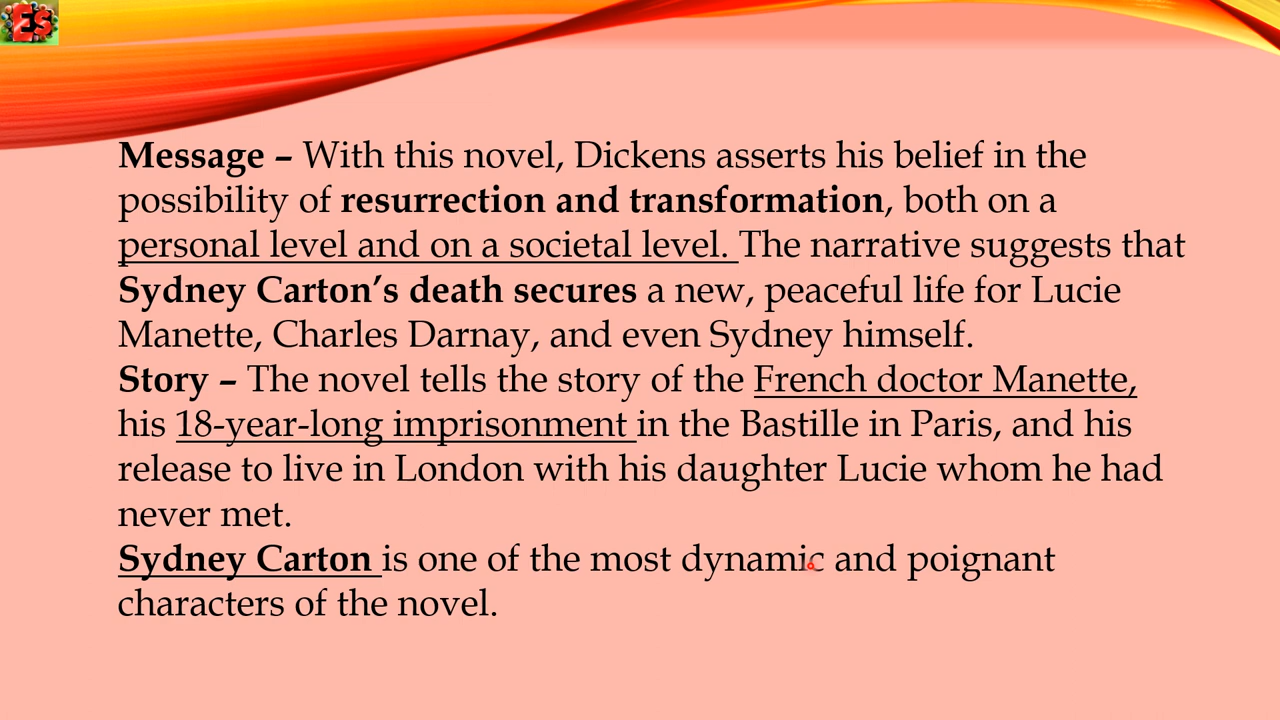 ES
Message – With this novel, Dickens asserts his belief in the
possibility of resurrection and transformation, both on a
personal level and on a societal level. The narrative suggests that
Sydney Carton’s death secures a new, peaceful life for Lucie
Manette, Charles Darnay, and even Sydney himself.
Story – The novel tells the story of the French doctor Manette,
his 18-year-long imprisonment in the Bastille in Paris, and his
release to live in London with his daughter Lucie whom he had
never met.
Sydney Carton is one of the most dynamic and poignant
characters of the novel.